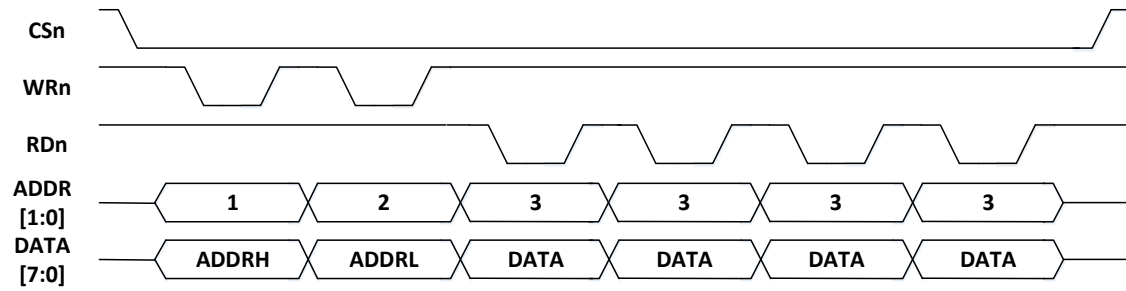 CSn
WRn
RDn
ADDR
[1:0]
1 2 3 3 3 3
DATA
[7:0]
ADDRH ADDRL DATA DATA DATA DATA